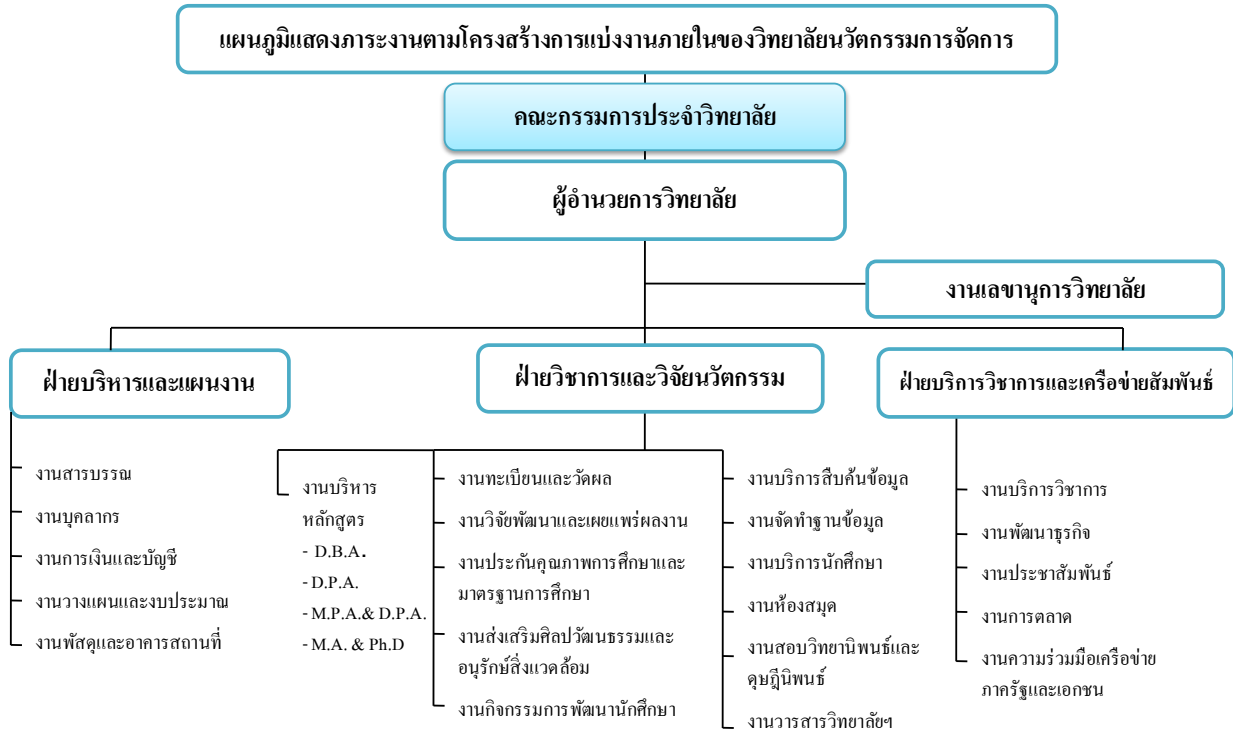 แผนภูมิแสดงภาระงานตามโครงสร้างการแบ่งงานภายในของวิทยาลัยนวัตกรรมการจัดการ
คณะกรรมการประจำวิทยาลัย
ผู้อำนวยการวิทยาลัย
งานเลขานุการวิทยาลัย
ฝ่ายบริหารและแผนงาน
งานสารบรรณ
งานบุคลากร
งานการเงินและบัญชี
งานวางแผนและงบประมาณ
งานพัสดุและอาคารสถานที่
ฝ่ายวิชาการและวิจัยนวัตกรรม
งานบริหาร
หลักสูตร
- D.B.A.
- D.P.A.
- M.P.A.& D.P.A.
- M.A. & Ph.D
งานทะเบียนและวัดผล
งานวิจัยพัฒนาและเผยแพร่ผลงาน
งานประกันคุณภาพการศึกษาและ
มาตรฐานการศึกษา
งานส่งเสริมศิลปวัฒนธรรมและ
อนุรักษ์สิ่งแวดล้อม
งานกิจกรรมการพัฒนานักศึกษา
งานบริการสืบค้นข้อมูล
งานจัดทำฐานข้อมูล
งานบริการนักศึกษา
งานห้องสมุด
งานสอบวิทยานิพนธ์และ
ดุษฎีนิพนธ์
งานวารสารวิทยาลัยฯ
ฝ่ายบริการวิชาการและเครือข่ายสัมพันธ์
งานบริการวิชาการ
งานพัฒนาธุรกิจ
งานประชาสัมพันธ์
งานการตลาด
งานความร่วมมือเครือข่าย
ภาครัฐและเอกชน